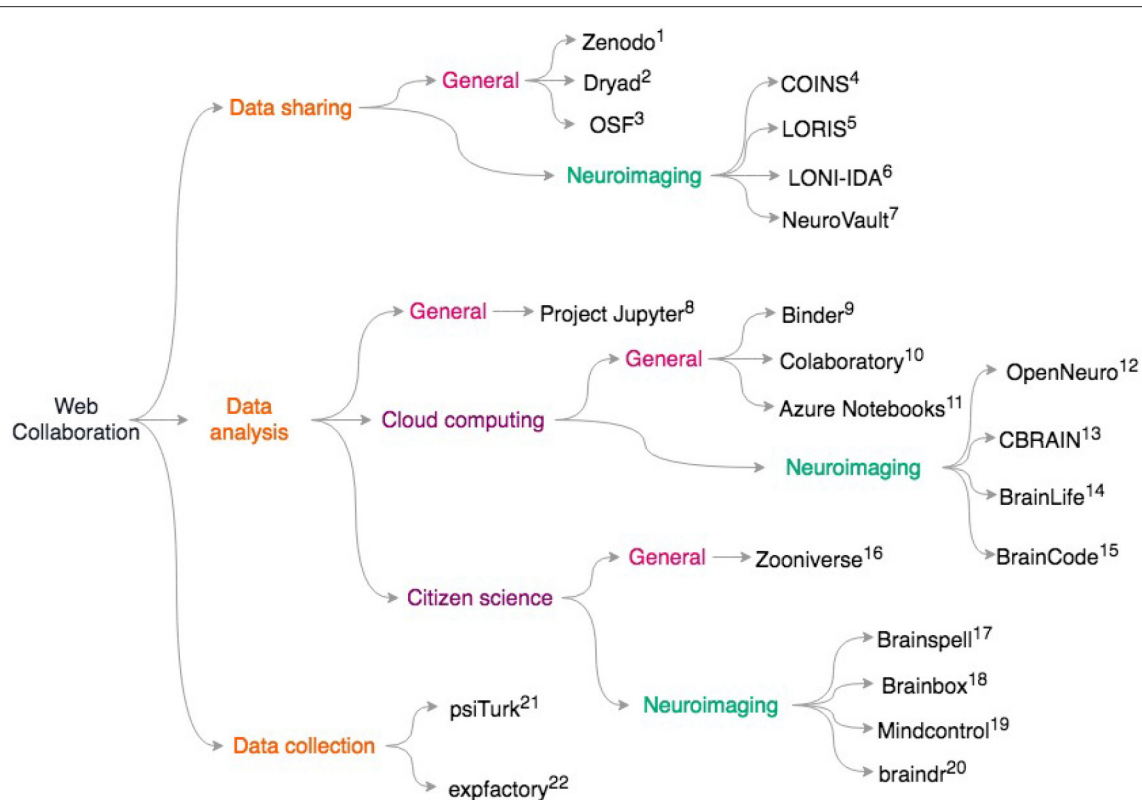 Zenodo1
General
Dryad2
COINS4
Data sharing
OSF3
LORIS5
Neuroimaging
LONI-IDA6
NeuroVault7
General
Project Jupyter8
Binder9
General
Colaboratory10
OpenNeuro12
Web
Collaboration
Data
analysis
Cloud computing
Azure Notebooks11
CBRAIN13
Neuroimaging
BrainLife14
General
Zooniverse16
BrainCode15
Citizen science
Brainspell17
Brainbox18
Neuroimaging
psiTurk21
Mindcontrol19
Data collection
braindr20
expfactory22